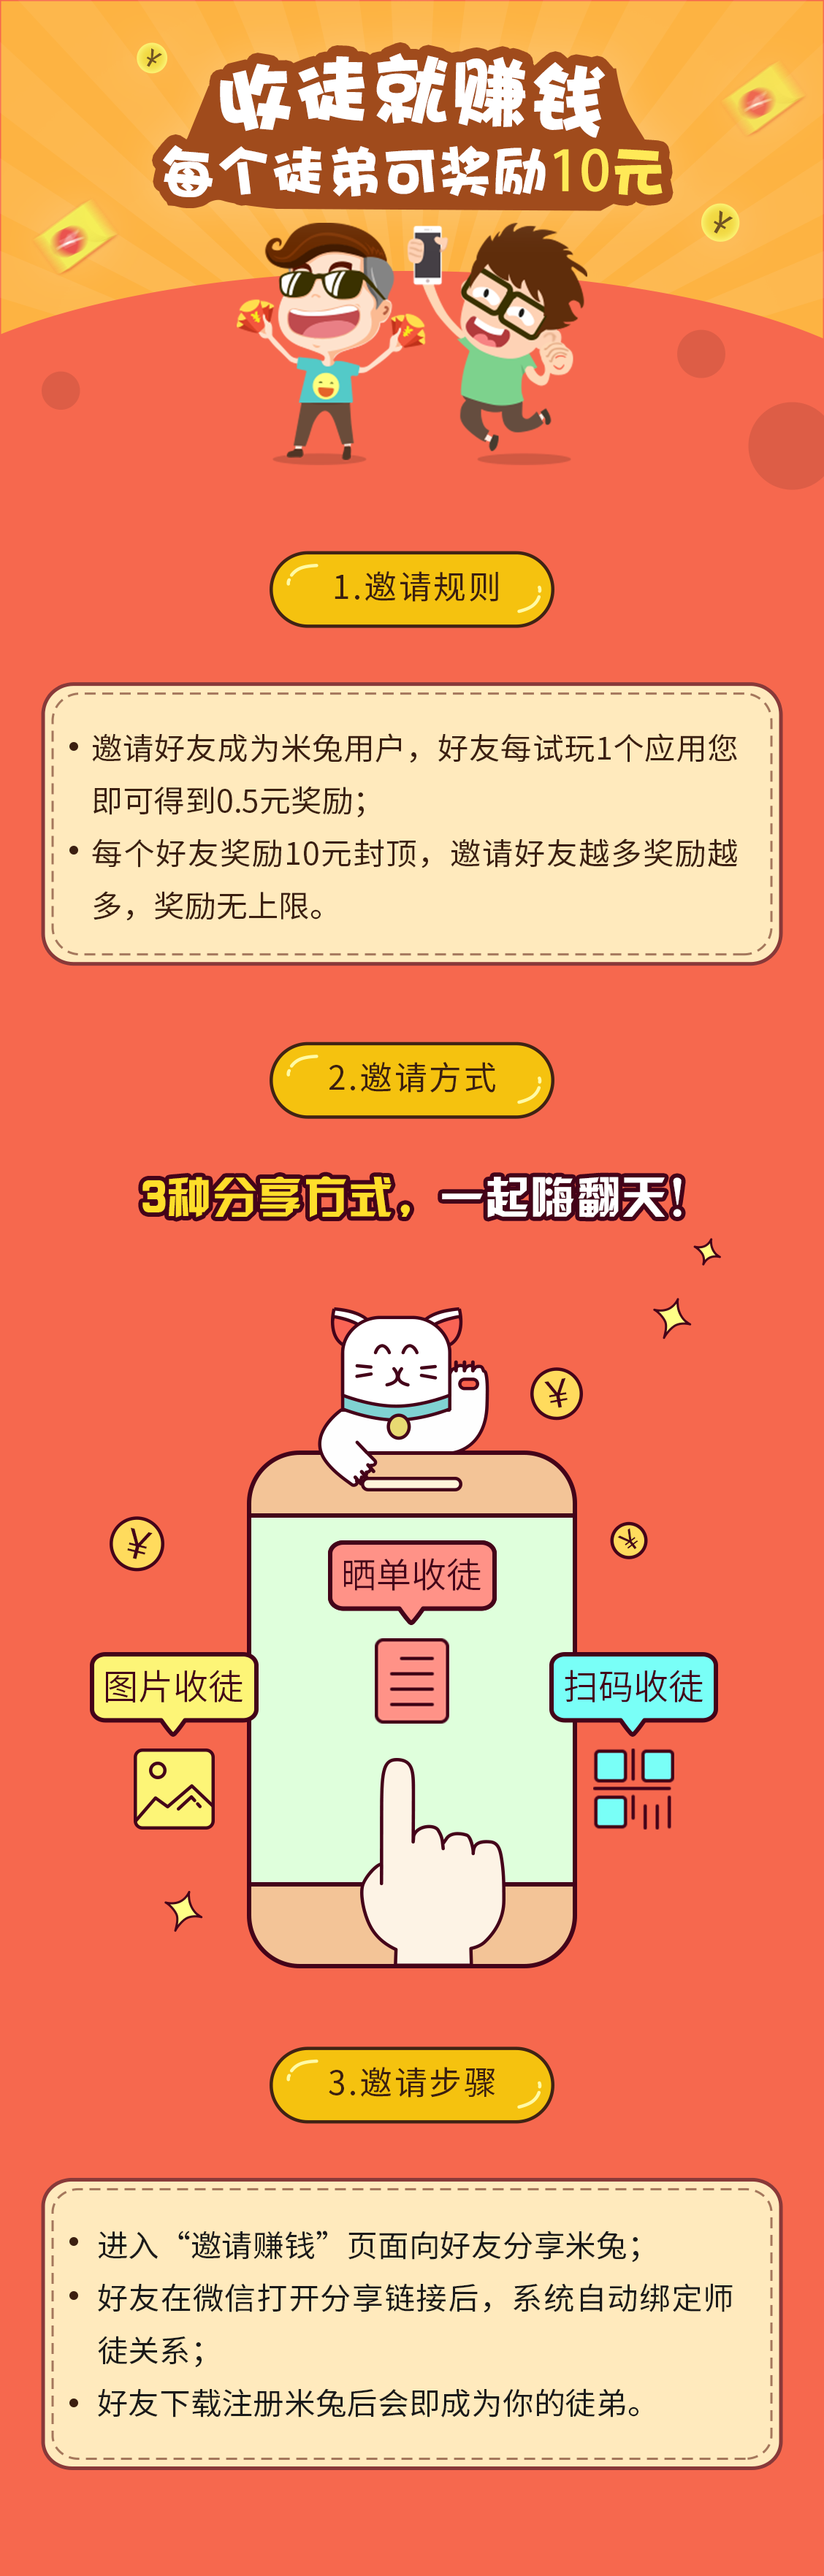 收徒就赚钱
每个徒弟可奖励10元
1.邀请规则
• 邀请好友成为米兔用户，好友每试玩1个应用您
即可得到0.5元奖励；
• 每个好友奖励10元封顶，邀请好友越多奖励越
多，奖励无上限。
2.邀请方式
3种分享方式，一起嗨翻天！
¥
¥
晒单收徒
图片收徒
扫码收徒
3.邀请步骤
• 进入“邀请赚钱”页面向好友分享米兔；
• 好友在微信打开分享链接后，系统自动绑定师
徒关系；
• 好友下载注册米兔后会即成为你的徒弟。